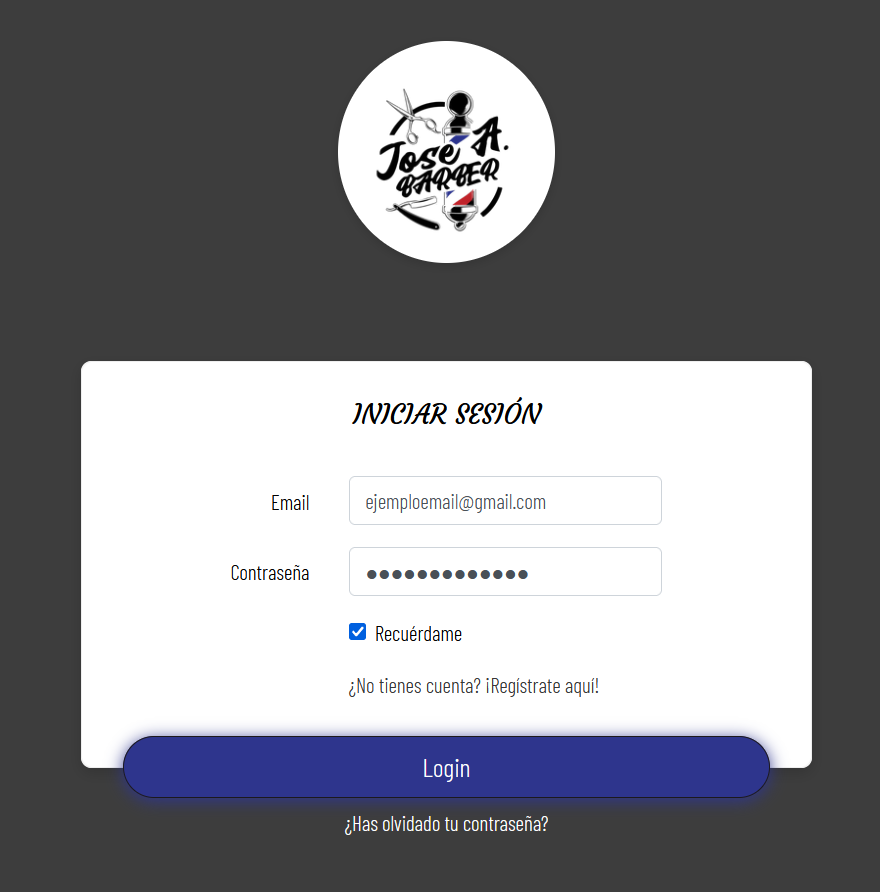 Jose A.
BARBER
INICIAR SESIÓN
Email
ejemploemail@gmail.com
Contraseña
●●●●●●●●●●●●●
Recuérdame
¿No tienes cuenta? ¡Regístrate aquí!
Login
¿Has olvidado tu contraseña?